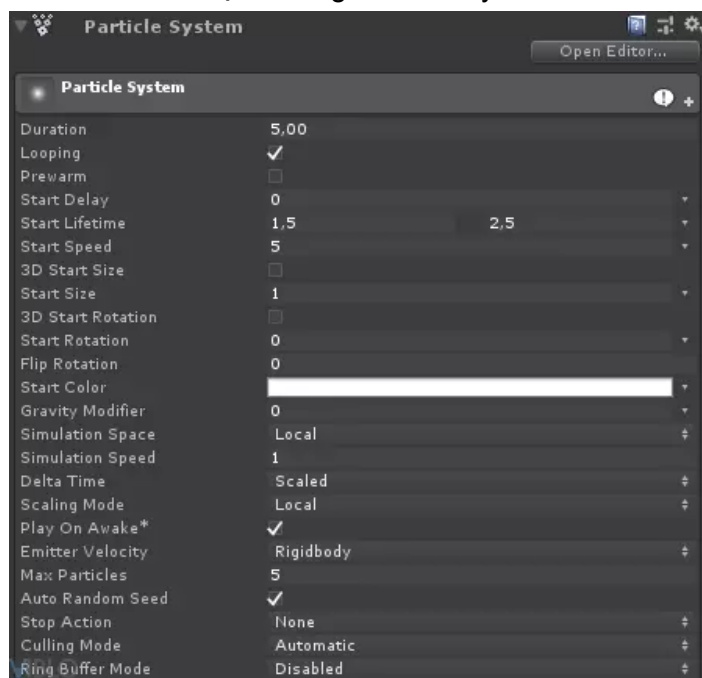 Particle System
Open Editor...
Particle System
Duration 5,00
Looping
Prewarm
Start Delay 0
Start Lifetime 1,5 2,5
Start Speed 5
3D Start Size
Start Size 1
3D Start Rotation
Start Rotation 0
Flip Rotation 0
Start Color
Gravity Modifier 0
Simulation Space Local
Simulation Speed 1
Delta Time Scaled
Scaling Mode Local
Play On Awake*
Emitter Velocity Rigidbody
Max Particles 5
Auto Random Seed
Stop Action None
Culling Mode Automatic
Ring Buffer Mode Disabled